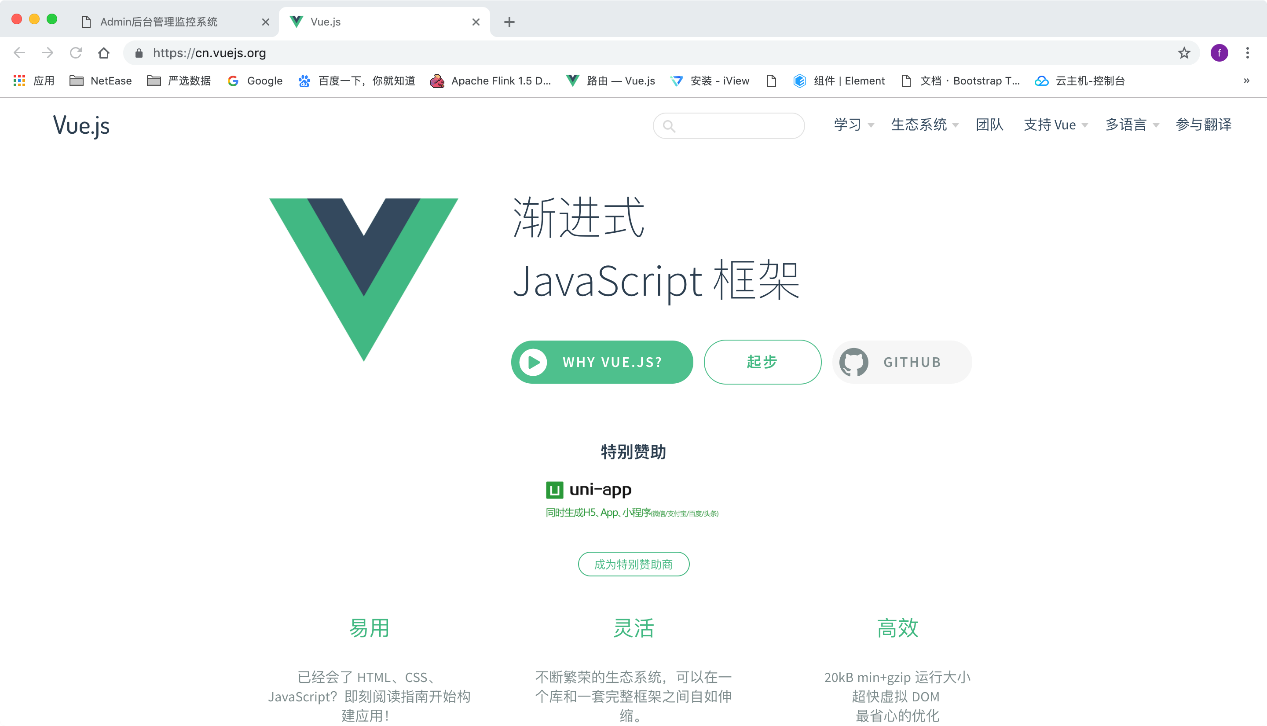 Admin后台管理监控系统
Vue.js
https://cn.vuejs.org
f
应用 NetEase 严选数据 Google 百度一下，你就知道 Apache Flink 1.5 D... 路由 — Vue.js 安装 - iView 组件 | Element 文档 · Bootstrap T... 云主机-控制台 »
Vue.js 学习 生态系统 团队 支持 Vue 多语言 参与翻译
渐进式
JavaScript 框架
WHY VUE.JS? 起步 GITHUB
特别赞助
uni-app
同时生成H5、App、小程序(微信/支付宝/百度/头条)
成为特别赞助商
易用 灵活 高效
已经会了 HTML、CSS、 不断繁荣的生态系统，可以在一 20kB min+gzip 运行大小
JavaScript？即刻阅读指南开始构 个库和一套完整框架之间自如伸 超快虚拟 DOM
建应用！ 缩。 最省心的优化